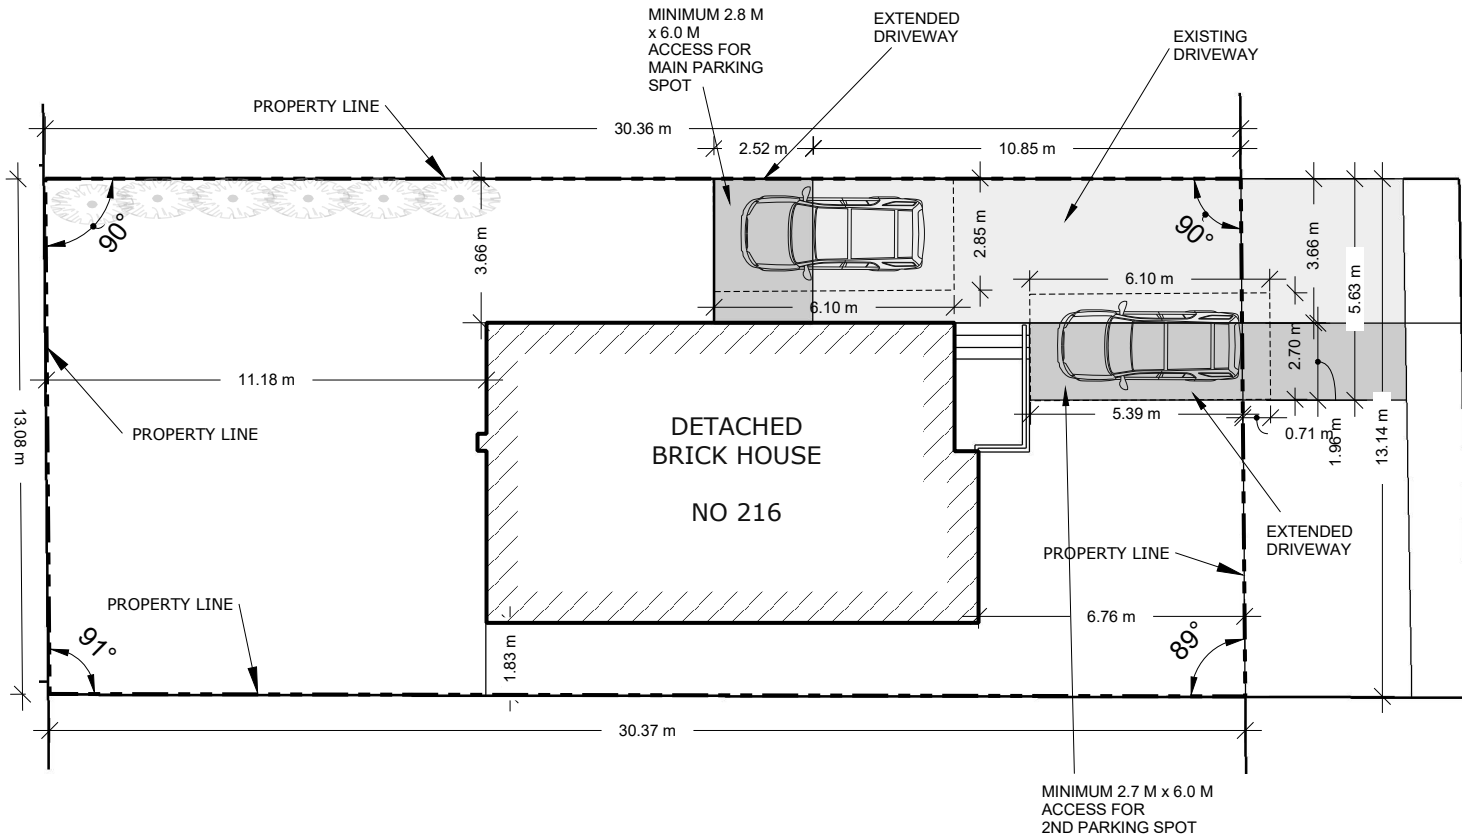 MINIMUM 2.8 M
x 6.0 M
ACCESS FOR
MAIN PARKING
SPOT
EXTENDED
DRIVEWAY
EXISTING
DRIVEWAY
PROPERTY LINE
30.36 m
2.52 m
10.85 m
90°
90°
3.66 m
2.85 m
3.66 m
5.63 m
6.10 m
6.10 m
2.70 m
11.18 m
5.39 m
0.71 m
1.96 m
13.14 m
13.08 m
PROPERTY LINE
DETACHED
BRICK HOUSE
NO 216
EXTENDED
DRIVEWAY
PROPERTY LINE
PROPERTY LINE
6.76 m
91°
89°
1.83 m
30.37 m
MINIMUM 2.7 M x 6.0 M
ACCESS FOR
2ND PARKING SPOT